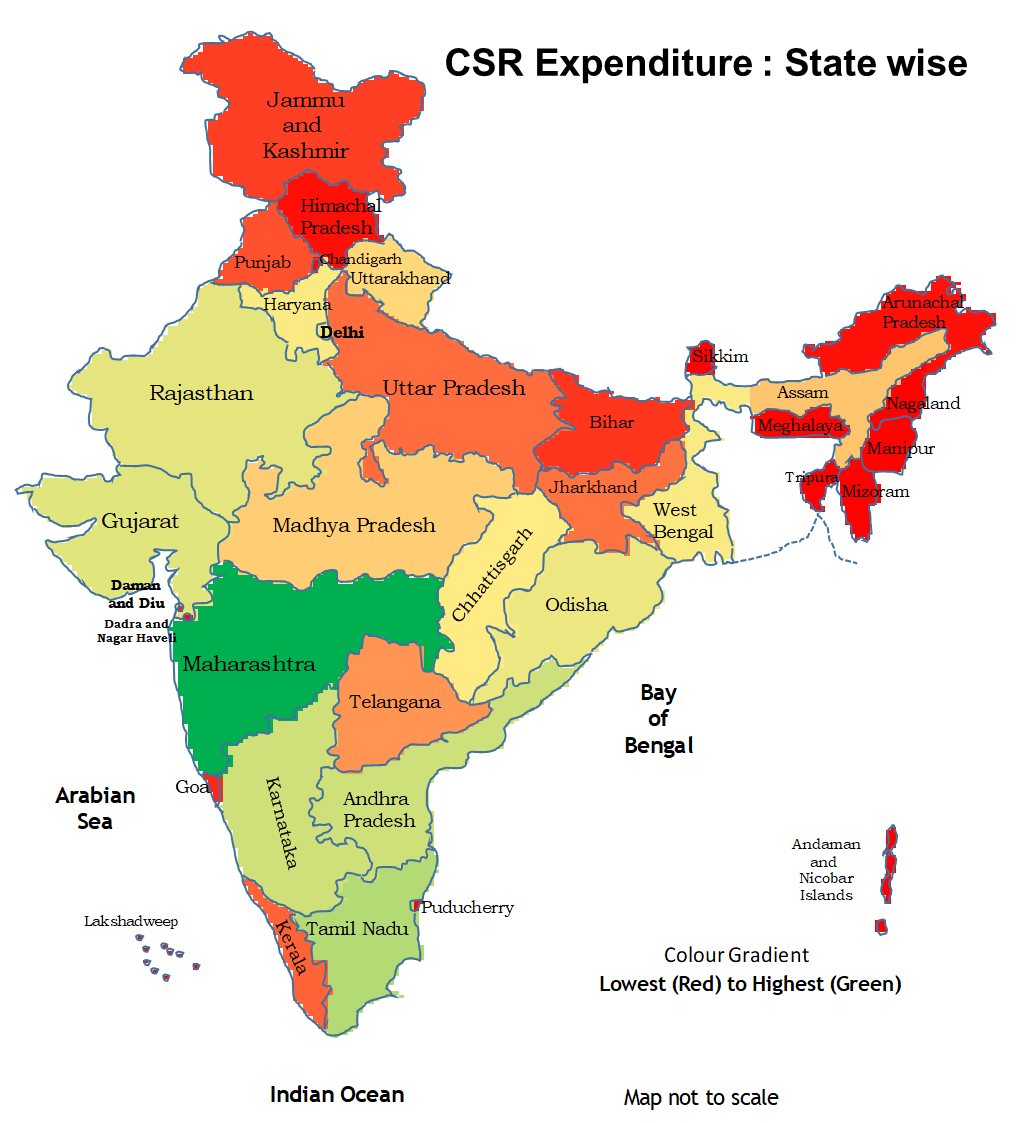 CSR Expenditure : State wise
Jammu
and
Kashmir
Himachal
Pradesh
Punjab
Chandigarh
Uttarakhand
Haryana
Delhi
Arunachal
Pradesh
Sikkim
Rajasthan
Uttar Pradesh
Assam
Nagaland
Bihar
Meghalaya
Manipur
Tripura
Mizoram
Jharkhand
Gujarat
Madhya Pradesh
West
Bengal
Chhattisgarh
Odisha
Daman
and Diu
Dadra and
Nagar Haveli
Maharashtra
Telangana
Bay
of
Bengal
Goa
Arabian
Sea
Karnataka
Andhra
Pradesh
Andaman
and
Nicobar
Islands
Puducherry
Lakshadweep
Kerala
Tamil Nadu
Colour Gradient
Lowest (Red) to Highest (Green)
Indian Ocean
Map not to scale